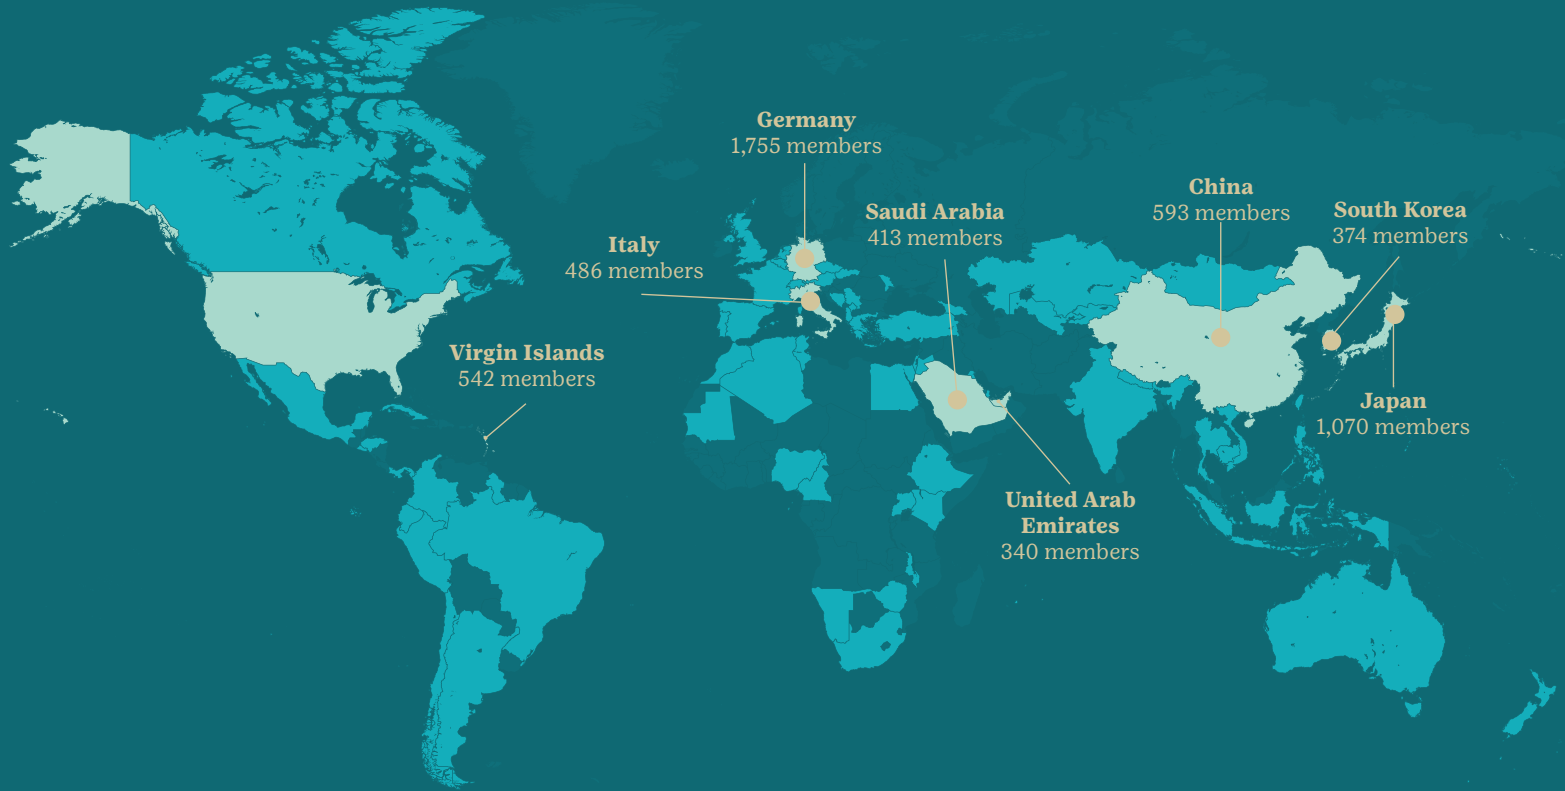 Germany
1,755 members
China
593 members
Saudi Arabia
413 members
South Korea
374 members
Italy
486 members
Virgin Islands
542 members
Japan
1,070 members
United Arab
Emirates
340 members